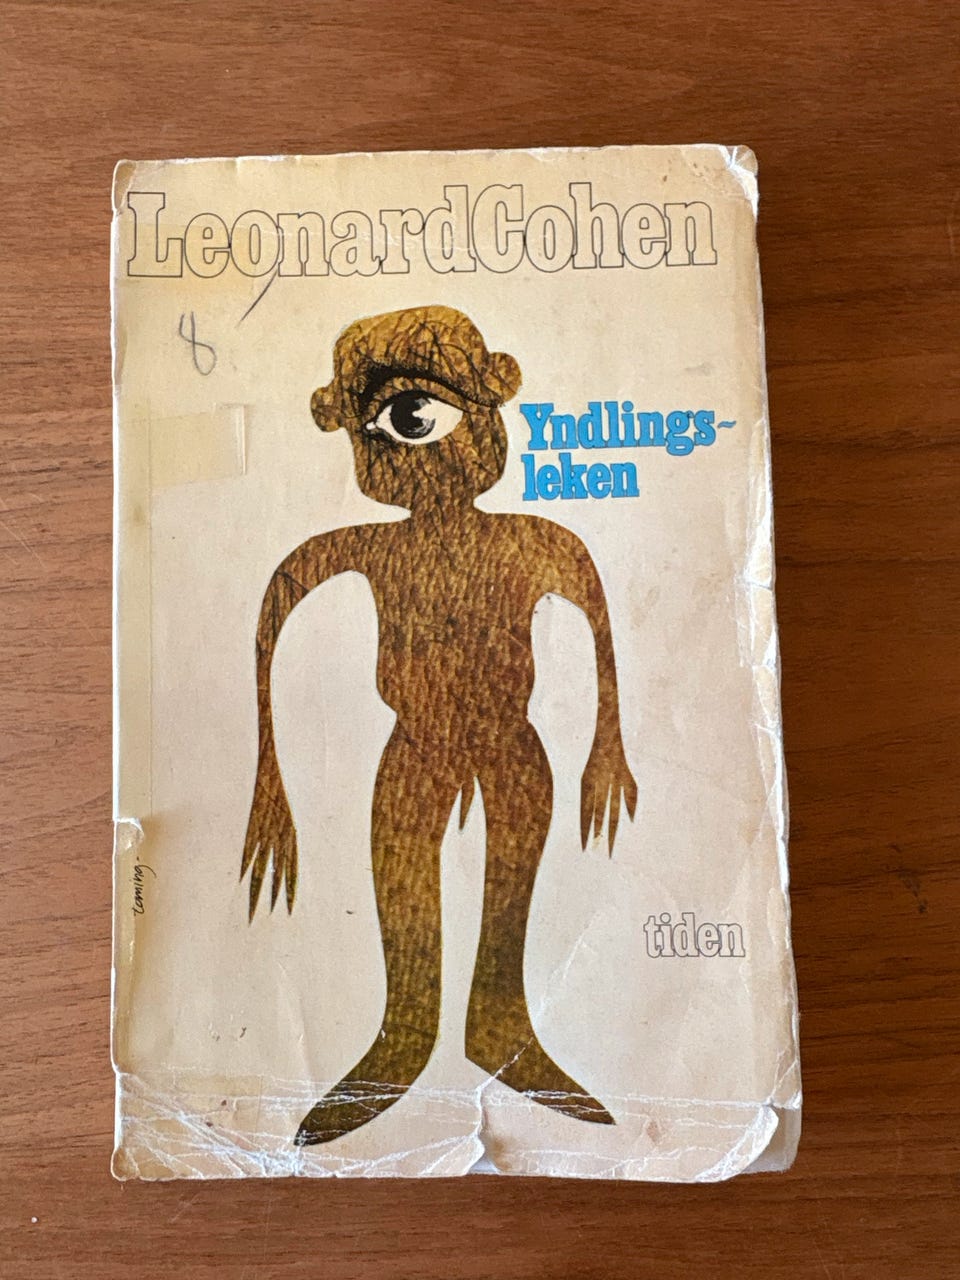 LeonardCohen
8
Yndlings-
leken
tiden